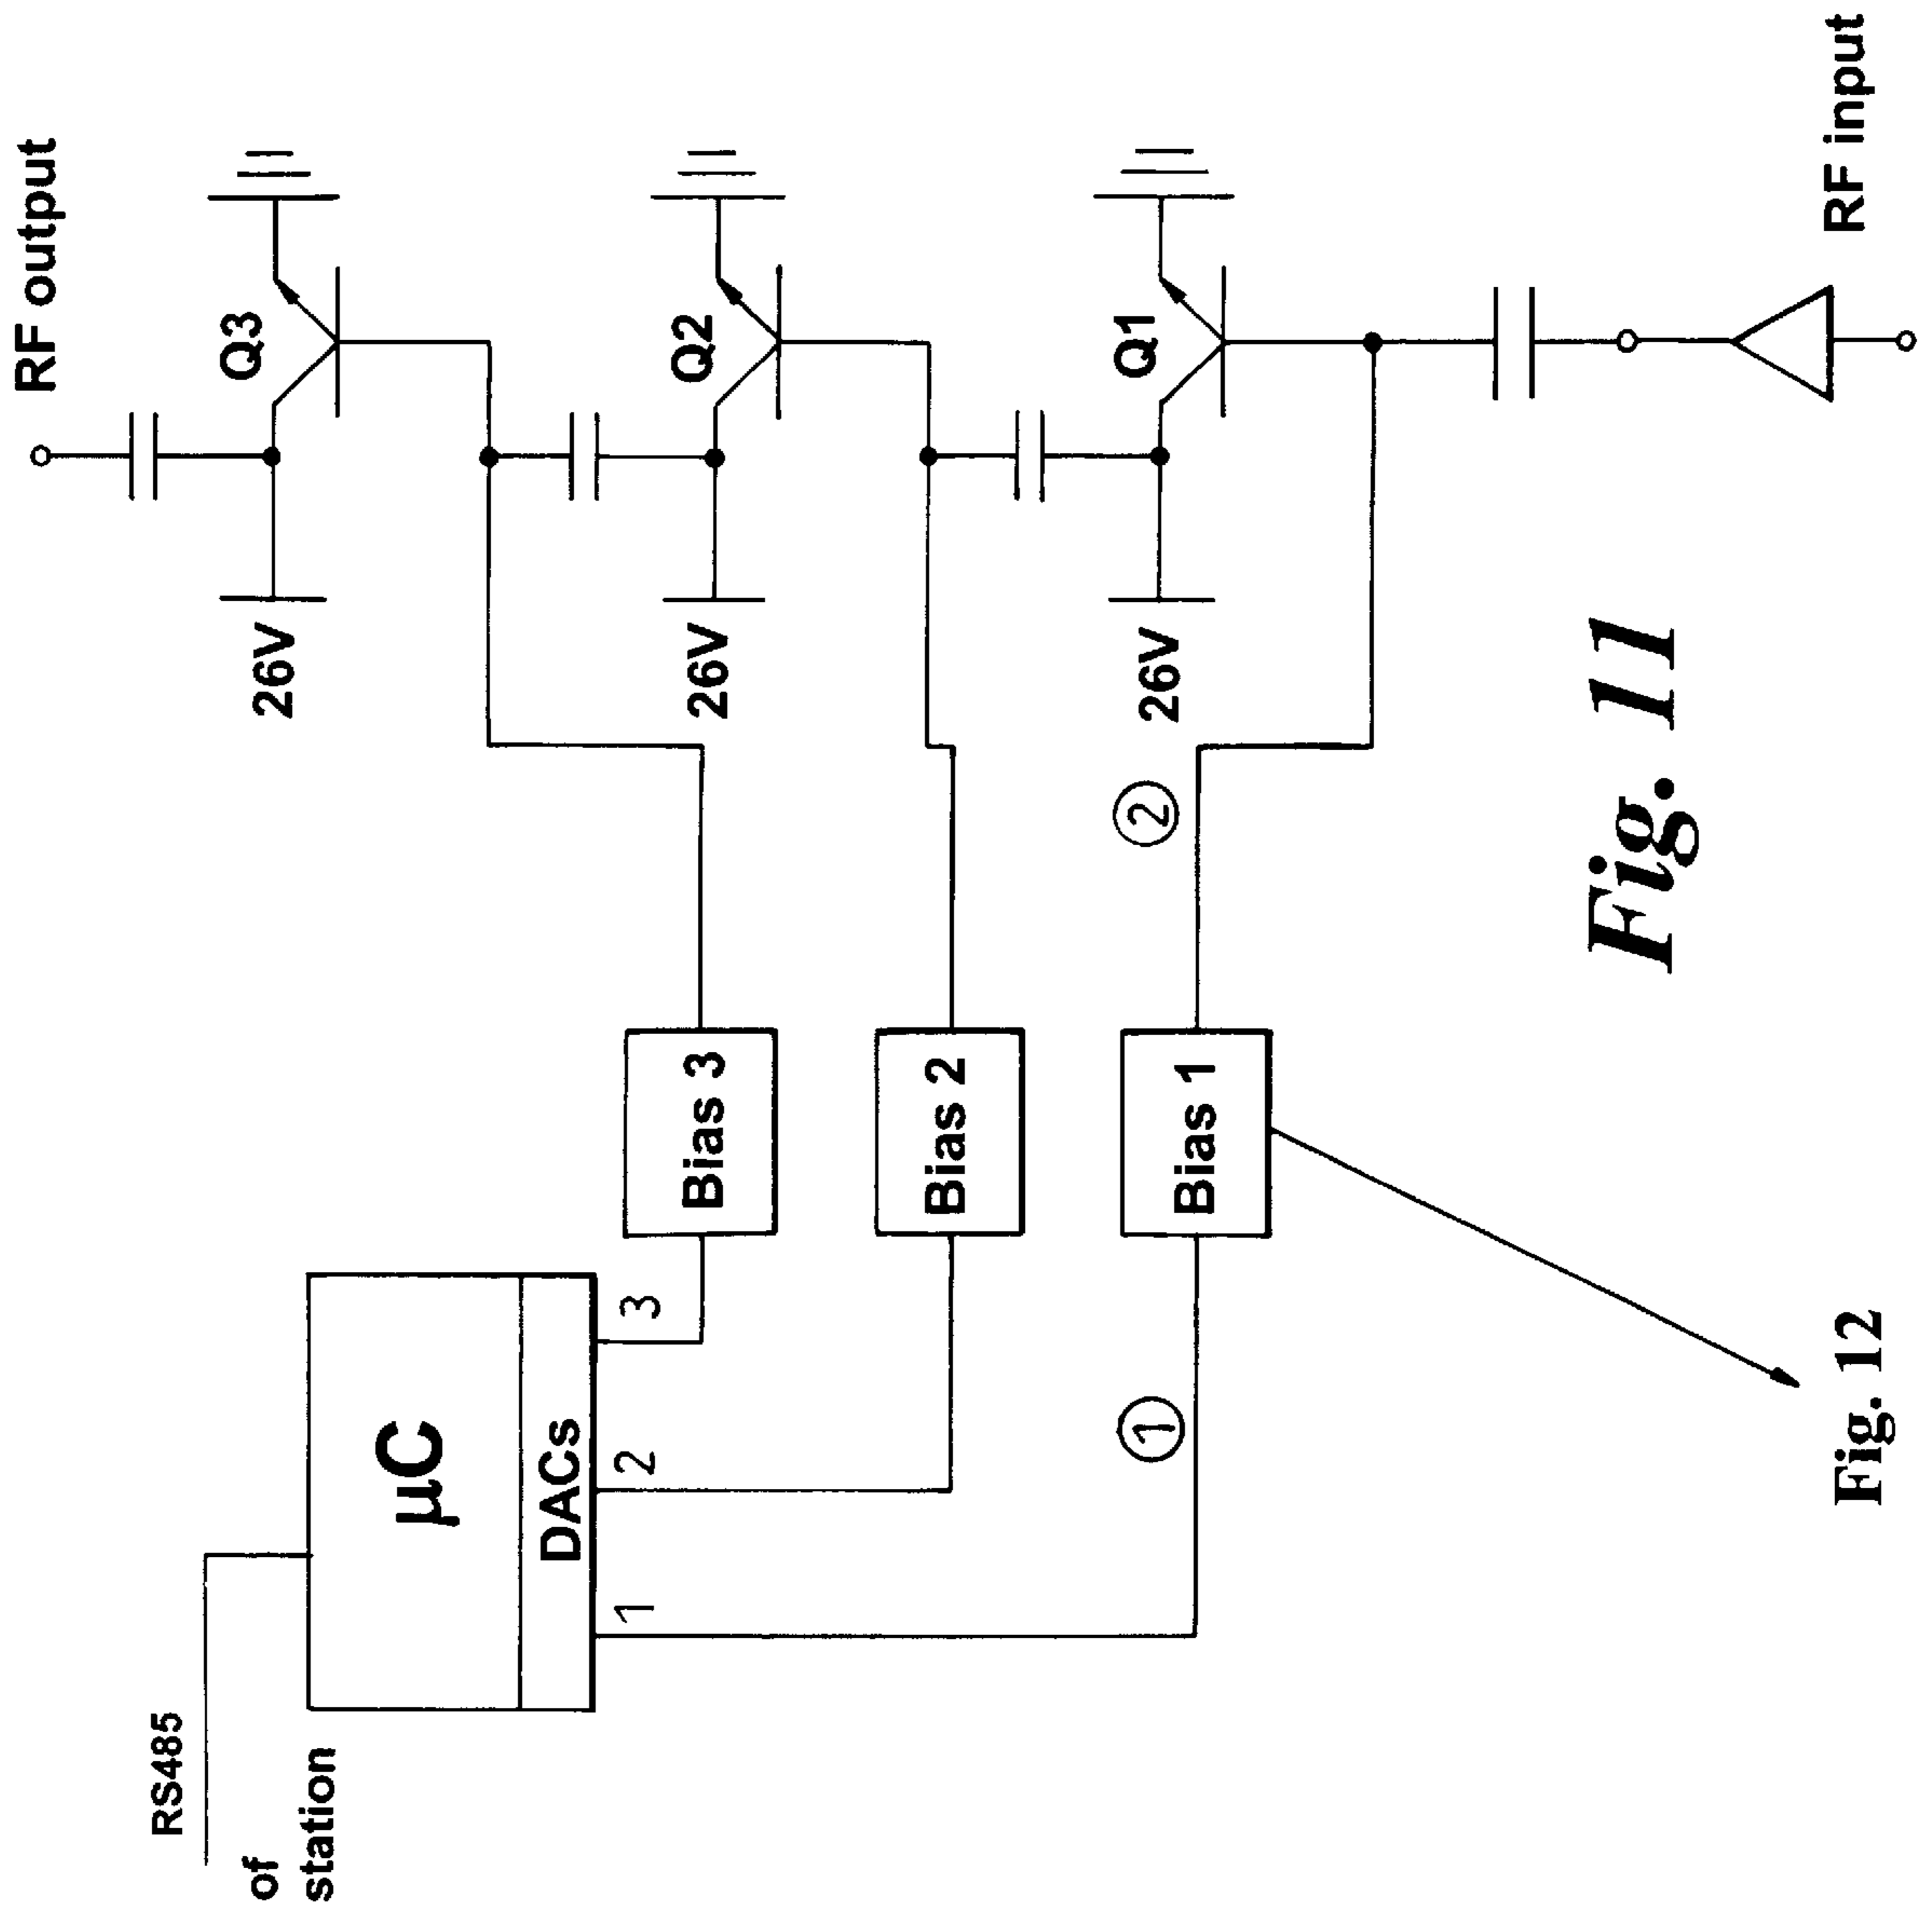 RS485
of
station
µC
DACs
1
2
3
Bias 3
Bias 2
Bias 1
①
②
26V
26V
26V
Q3
Q2
Q1
RF output
RF input
Fig. 12
Fig. 11